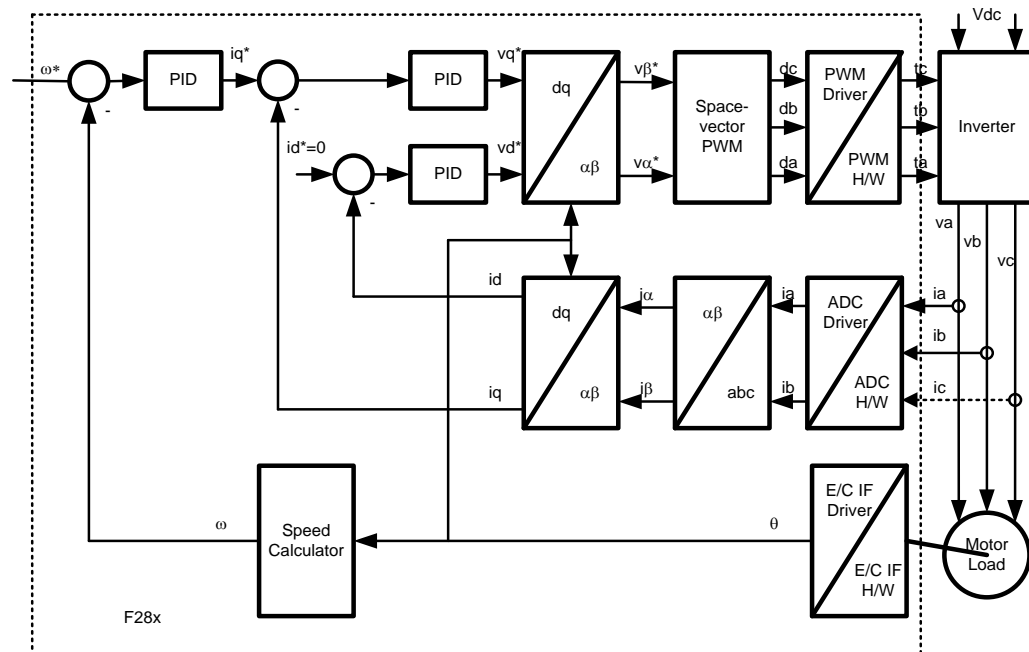 Vdc
ω*
-
PID
iq*
-
PID
vq*
dq
αβ
vβ*
vα*
Space-
vector
PWM
dc
db
da
PWM
Driver
PWM
H/W
tc
tb
ta
Inverter
id*=0
-
PID
vd*
va
vb
vc
id
iq
dq
αβ
iα
iβ
αβ
abc
ia
ib
ADC
Driver
ADC
H/W
ia
ib
ic
ω
Speed
Calculator
θ
E/C IF
Driver
E/C IF
H/W
Motor
Load
F28x